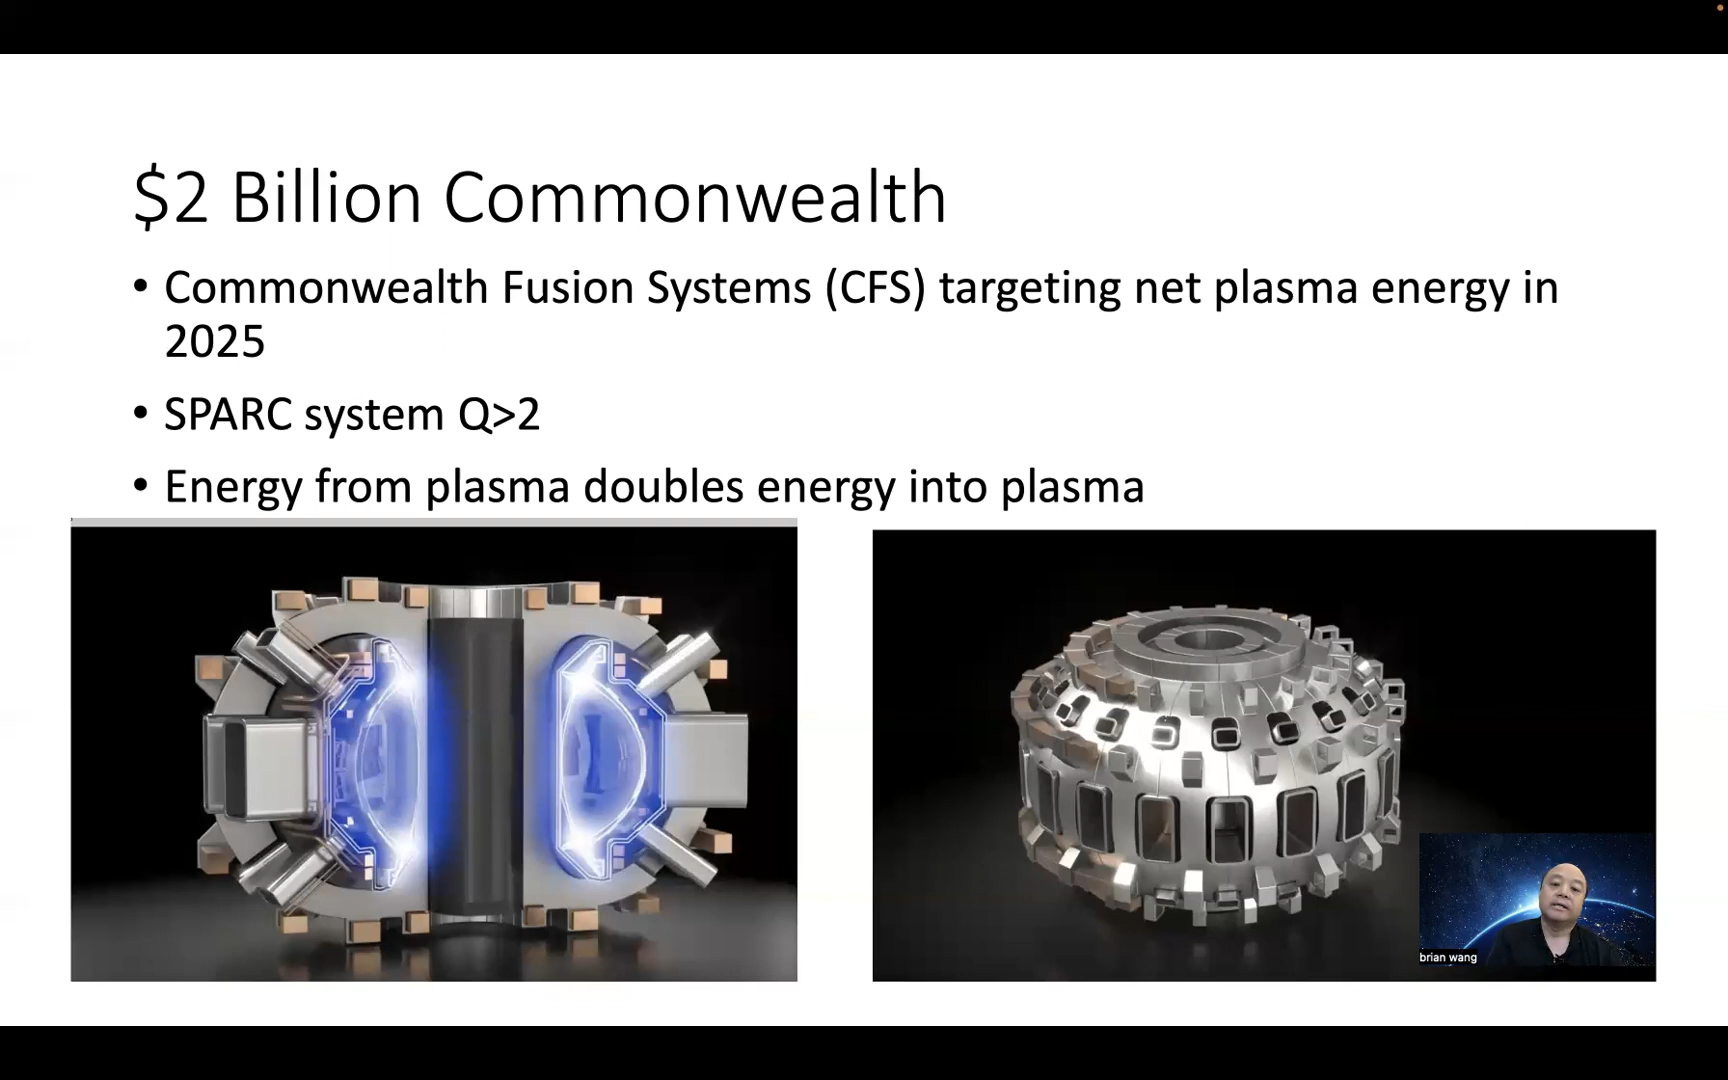 $2 Billion Commonwealth
• Commonwealth Fusion Systems (CFS) targeting net plasma energy in
2025
• SPARC system Q>2
• Energy from plasma doubles energy into plasma
brian wang